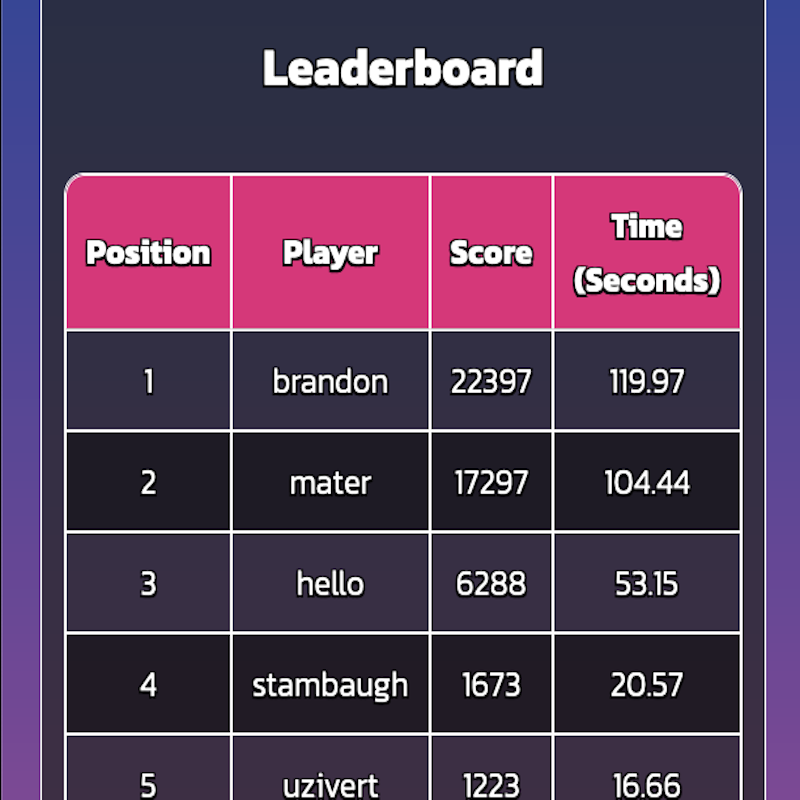 Leaderboard
Position Player Score Time (Seconds)
1 brandon 22397 119.97
2 mater 17297 104.44
3 hello 6288 53.15
4 stambaugh 1673 20.57
5 uzivert 1223 16.66